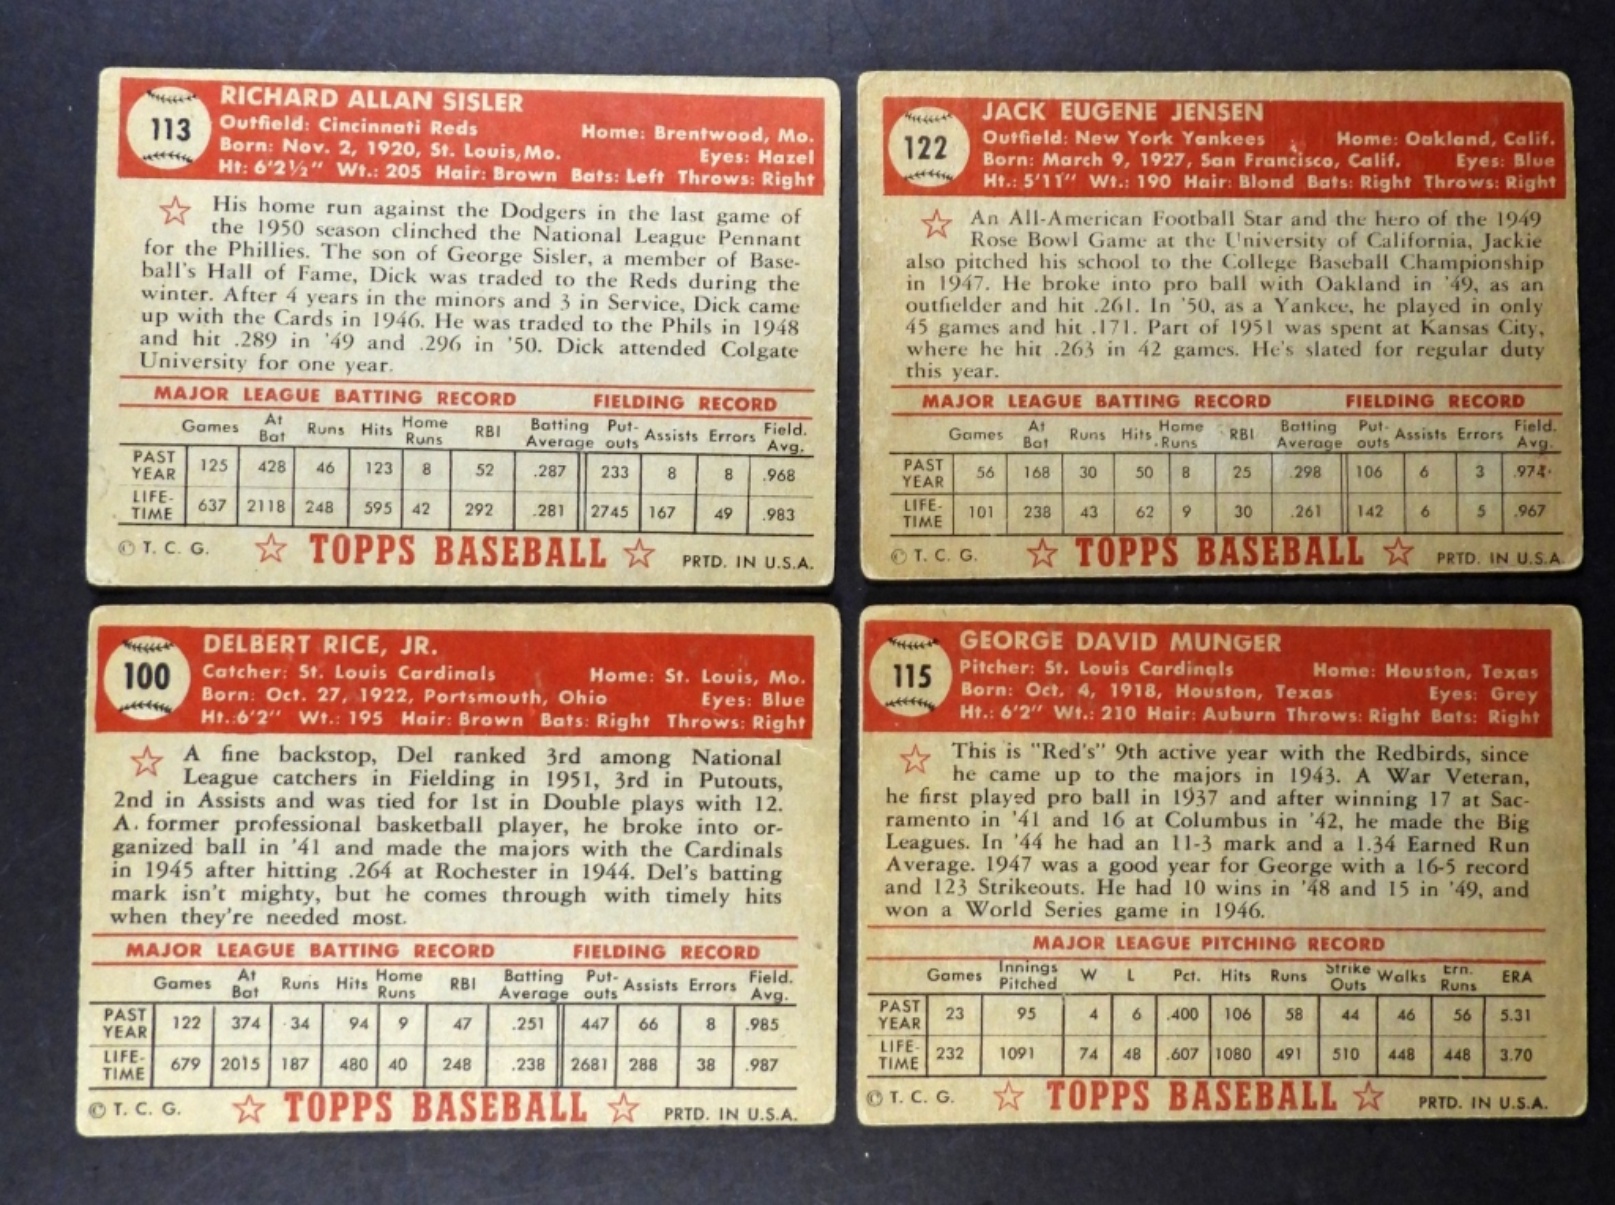 113
RICHARD ALLAN SISLER
Outfield: Cincinnati Reds Home: Brentwood, Mo.
Born: Nov. 2, 1920, St. Louis, Mo. Eyes: Hazel
Ht: 6'2½" Wt.: 205 Hair: Brown Bats: Left Throws: Right
His home run against the Dodgers in the last game of
the 1950 season clinched the National League Pennant
for the Phillies. The son of George Sisler, a member of Base-
ball's Hall of Fame, Dick was traded to the Reds during the
winter. After 4 years in the minors and 3 in Service, Dick came
up with the Cards in 1946. He was traded to the Phils in 1948
and hit .289 in '49 and .296 in '50. Dick attended Colgate
University for one year.
MAJOR LEAGUE BATTING RECORD FIELDING RECORD
Games At Bat Runs Hits Home Runs RBI Batting Average Put-outs Assists Errors Field. Avg.
PAST YEAR 125 428 46 123 8 52 .287 233 8 8 .968
LIFE-TIME 637 2118 248 595 42 292 .281 2745 167 49 .983
© T. C. G. ☆ TOPPS BASEBALL ☆ PRTD. IN U.S.A.
122
JACK EUGENE JENSEN
Outfield: New York Yankees Home: Oakland, Calif.
Born: March 9, 1927, San Francisco, Calif. Eyes: Blue
Ht.: 5'11" Wt.: 190 Hair: Blond Bats: Right Throws: Right
An All-American Football Star and the hero of the 1949
Rose Bowl Game at the University of California, Jackie
also pitched his school to the College Baseball Championship
in 1947. He broke into pro ball with Oakland in '49, as an
outfielder and hit .261. In '50, as a Yankee, he played in only
45 games and hit .171. Part of 1951 was spent at Kansas City,
where he hit .263 in 42 games. He's slated for regular duty
this year.
MAJOR LEAGUE BATTING RECORD FIELDING RECORD
Games At Bat Runs Hits Home Runs RBI Batting Average Put-outs Assists Errors Field. Avg.
PAST YEAR 56 168 30 50 8 25 .298 106 6 3 .974
LIFE-TIME 101 238 43 62 9 30 .261 142 6 5 .967
© T. C. G. ☆ TOPPS BASEBALL ☆ PRTD. IN U.S.A.
100
DELBERT RICE, JR.
Catcher: St. Louis Cardinals Home: St. Louis, Mo.
Born: Oct. 27, 1922, Portsmouth, Ohio Eyes: Blue
Ht.:6'2" Wt.: 195 Hair: Brown Bats: Right Throws: Right
A fine backstop, Del ranked 3rd among National
League catchers in Fielding in 1951, 3rd in Putouts,
2nd in Assists and was tied for 1st in Double plays with 12.
A former professional basketball player, he broke into or-
ganized ball in '41 and made the majors with the Cardinals
in 1945 after hitting .264 at Rochester in 1944. Del's batting
mark isn't mighty, but he comes through with timely hits
when they're needed most.
MAJOR LEAGUE BATTING RECORD FIELDING RECORD
Games At Bat Runs Hits Home Runs RBI Batting Average Put-outs Assists Errors Field. Avg.
PAST YEAR 122 374 34 94 9 47 .251 447 66 8 .985
LIFE-TIME 679 2015 187 480 40 248 .238 2681 288 38 .987
© T. C. G. ☆ TOPPS BASEBALL ☆ PRTD. IN U.S.A.
115
GEORGE DAVID MUNGER
Pitcher: St. Louis Cardinals Home: Houston, Texas
Born: Oct. 4, 1918, Houston, Texas Eyes: Grey
Ht.: 6'2" Wt.: 210 Hair: Auburn Throws: Right Bats: Right
This is "Red's" 9th active year with the Redbirds, since
he came up to the majors in 1943. A War Veteran,
he first played pro ball in 1937 and after winning 17 at Sac-
ramento in '41 and 16 at Columbus in '42, he made the Big
Leagues. In '44 he had an 11-3 mark and a 1.34 Earned Run
Average. 1947 was a good year for George with a 16-5 record
and 123 Strikeouts. He had 10 wins in '48 and 15 in '49, and
won a World Series game in 1946.
MAJOR LEAGUE PITCHING RECORD
Games Innings Pitched W L Pct. Hits Runs Strike Outs Walks Ern. Runs ERA
PAST YEAR 23 95 4 6 .400 106 58 44 46 56 5.31
LIFE-TIME 232 1091 74 48 .607 1080 491 510 448 448 3.70
© T. C. G. ☆ TOPPS BASEBALL ☆ PRTD. IN U.S.A.